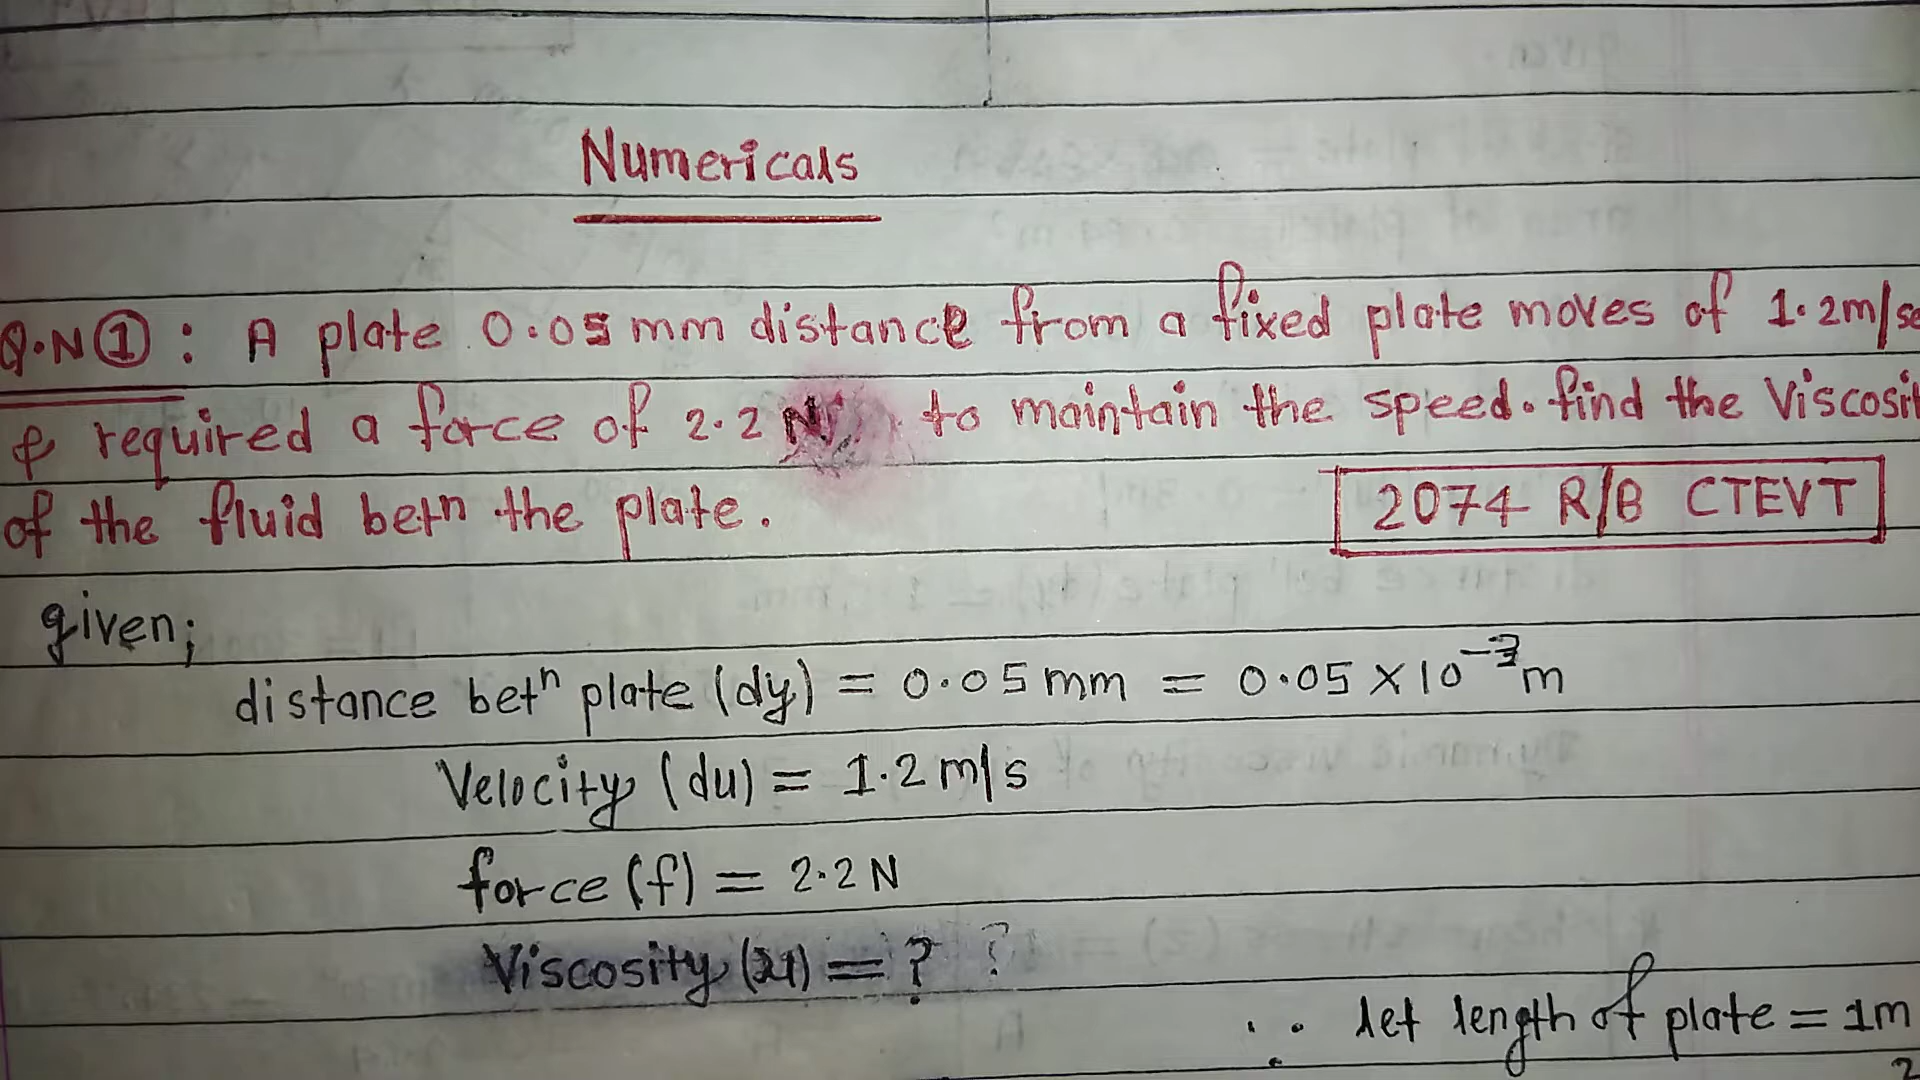 Numericals
Q.N ① : A plate 0.05 mm distance from a fixed plate moves of 1.2m/se
& required a force of 2.2 N to maintain the speed. find the Viscosit
of the fluid betn the plate.
2074 R/B CTEVT
given;
distance betⁿ plate (dy) = 0.05 mm = 0.05 × 10⁻³ m
Velocity (du) = 1.2 m/s
force (f) = 2.2 N
Viscosity (μ) = ? ?
∴ let length of plate = 1m
2